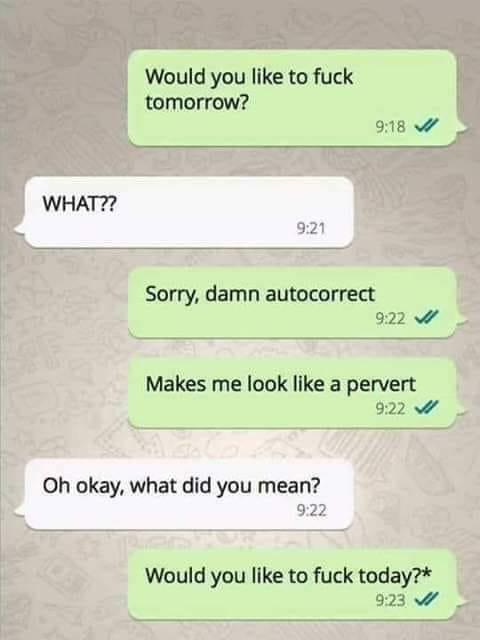 Would you like to fuck
tomorrow?
9:18
WHAT??
9:21
Sorry, damn autocorrect
9:22
Makes me look like a pervert
9:22
Oh okay, what did you mean?
9:22
Would you like to fuck today?*
9:23